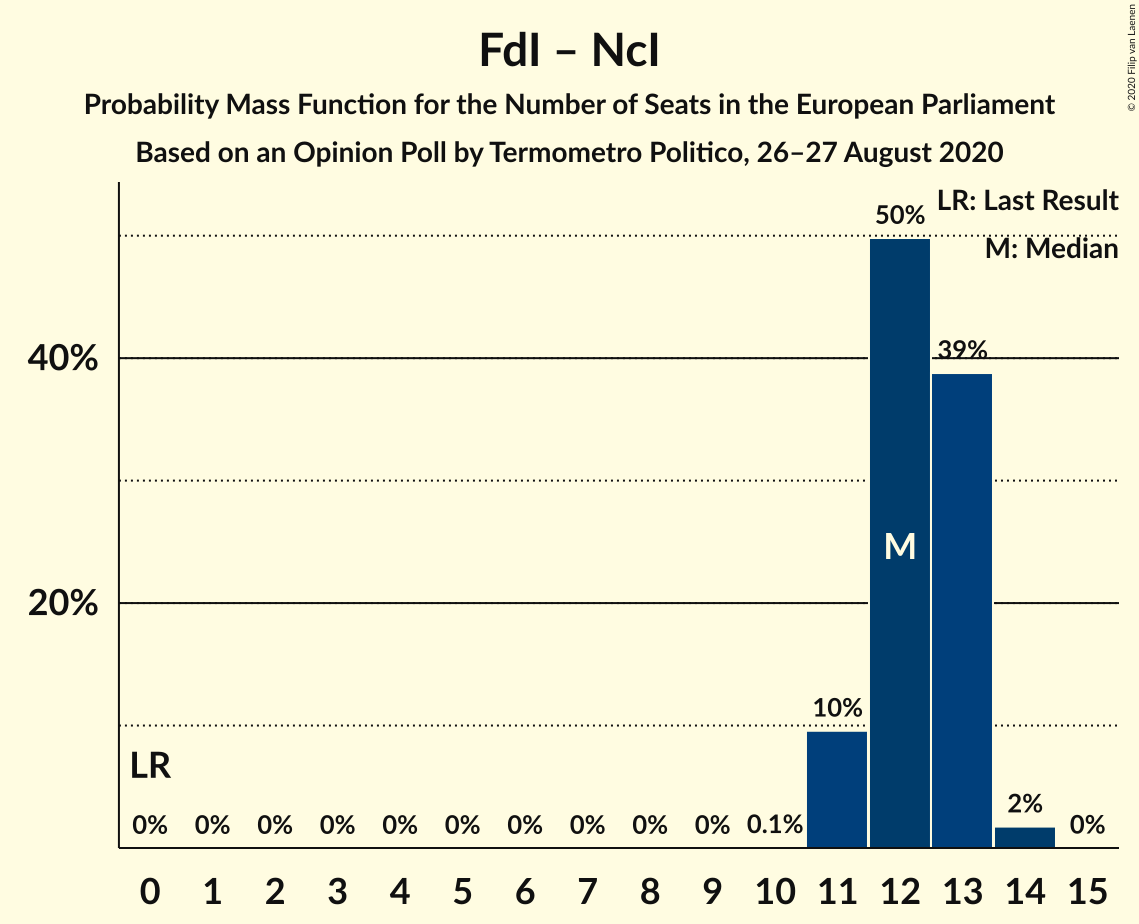 FdI – NcI
Probability Mass Function for the Number of Seats in the European Parliament
Based on an Opinion Poll by Termometro Politico, 26–27 August 2020
© 2020 Filip van Laenen
LR: Last Result
M: Median
40%
20%
50%
39%
M
10%
LR
2%
0% 0% 0% 0% 0% 0% 0% 0% 0% 0% 0.1% 0%
0 1 2 3 4 5 6 7 8 9 10 11 12 13 14 15